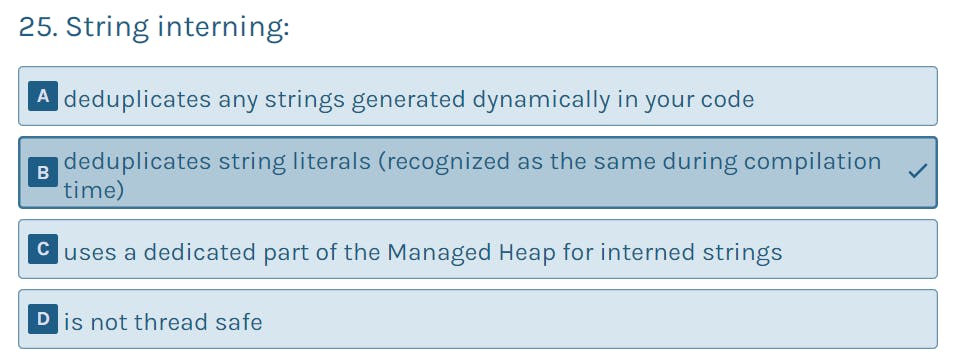 25. String interning:
A deduplicates any strings generated dynamically in your code
B deduplicates string literals (recognized as the same during compilation
time)
C uses a dedicated part of the Managed Heap for interned strings
D is not thread safe